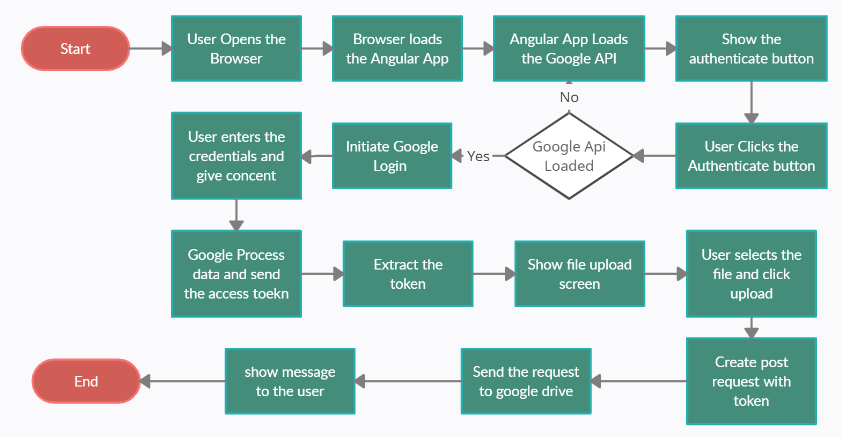 Start
User Opens the
Browser
Browser loads
the Angular App
Angular App Loads
the Google API
Show the
authenticate button
No
User enters the
credentials and
give concent
Initiate Google
Login
Yes
Google Api
Loaded
User Clicks the
Authenticate button
Google Process
data and send
the access toekn
Extract the
token
Show file upload
screen
User selects the
file and click
upload
End
show message
to the user
Send the request
to google drive
Create post
request with
token